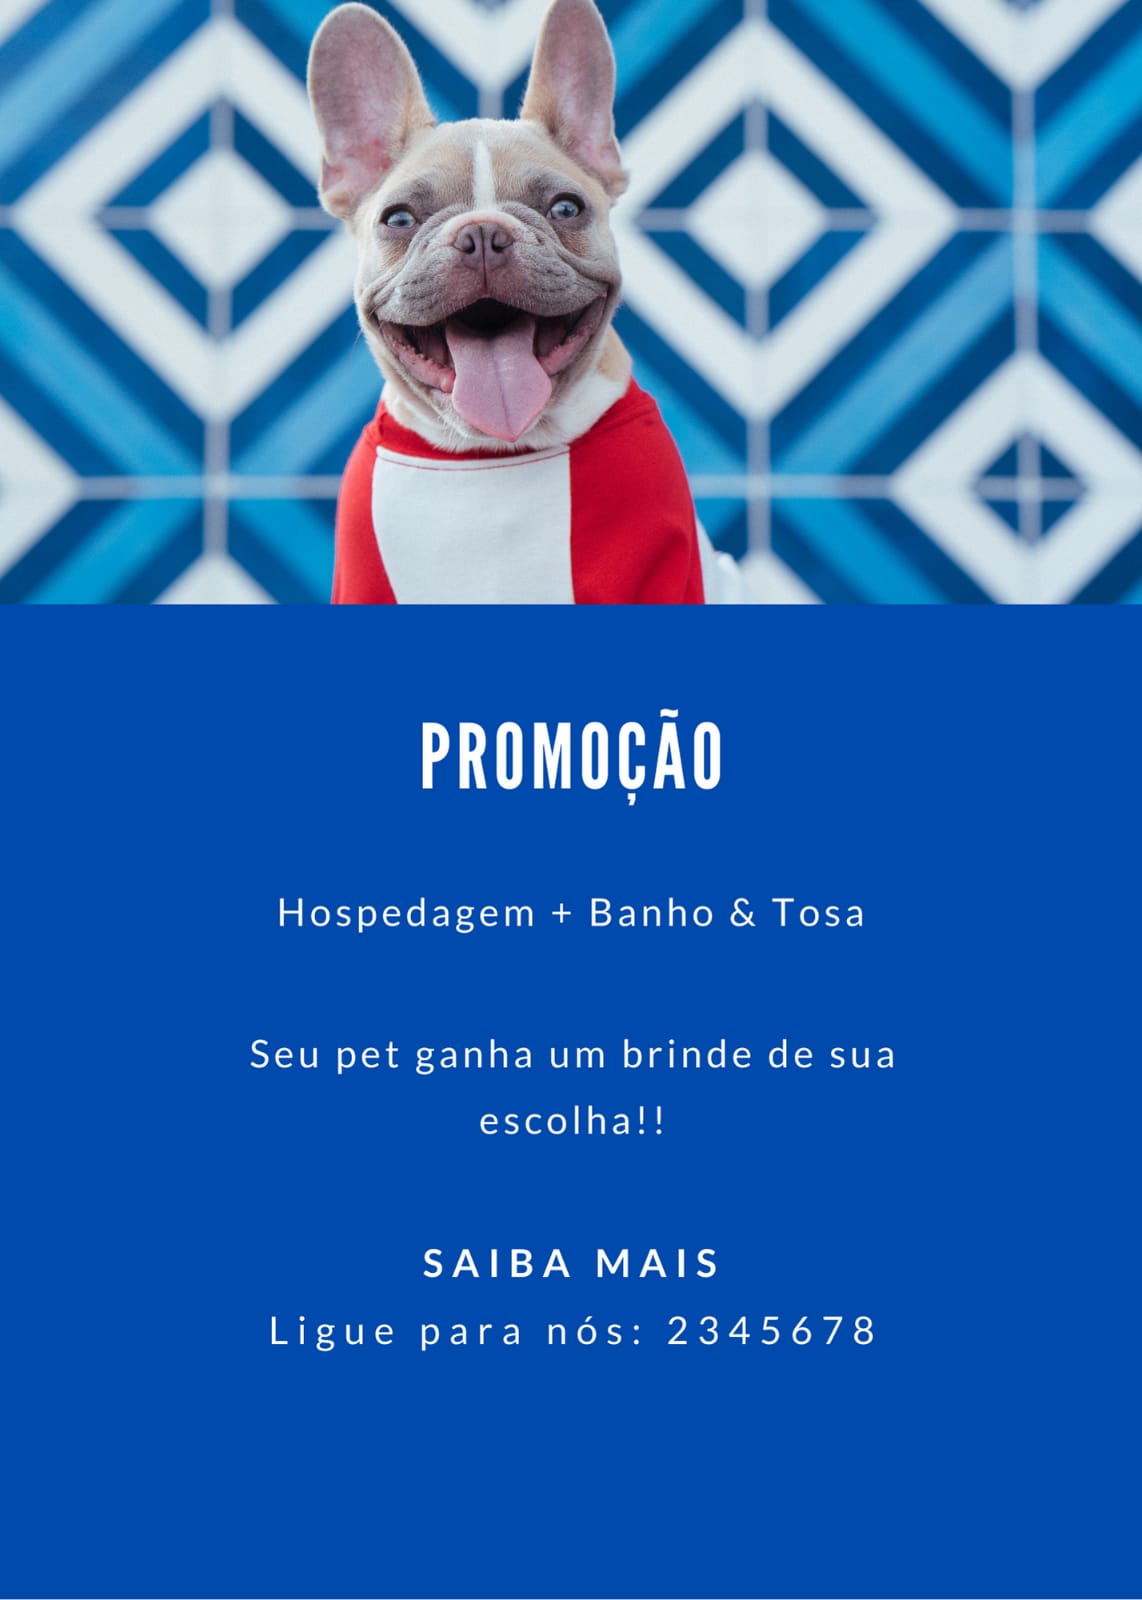 PROMOÇÃO
Hospedagem + Banho & Tosa
Seu pet ganha um brinde de sua
escolha!!
SAIBA MAIS
Ligue para nós: 2345678